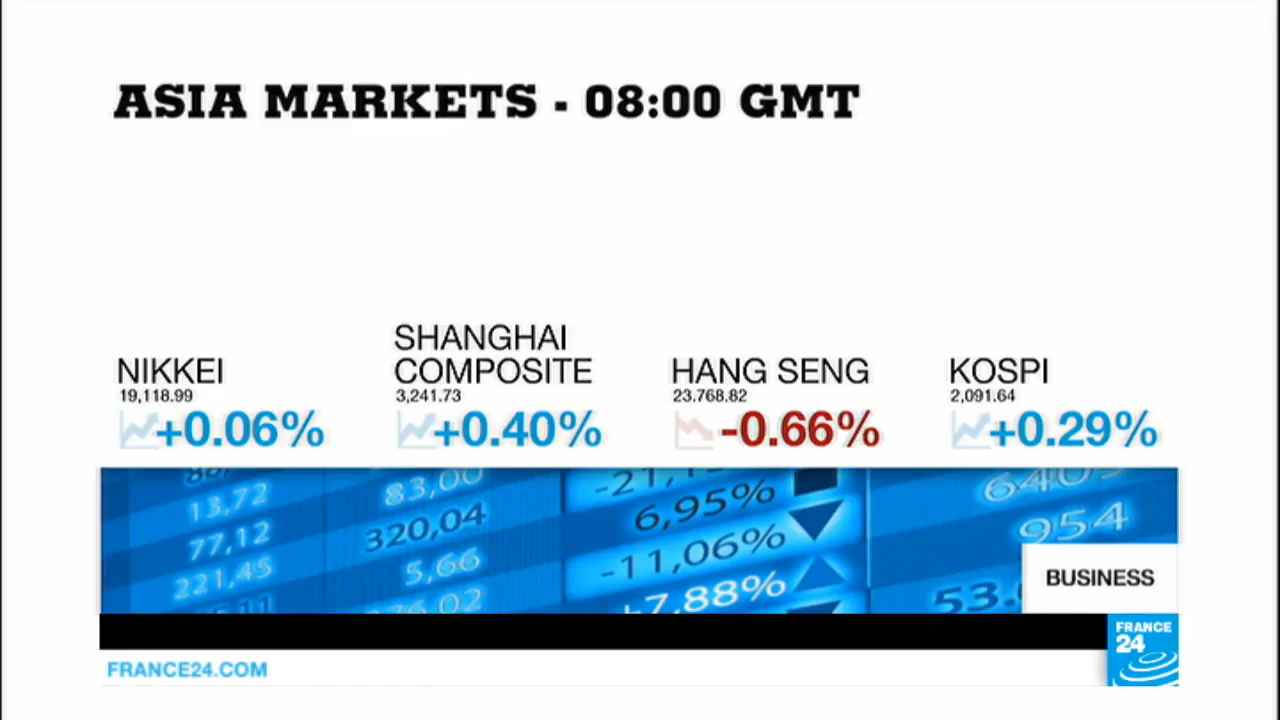 ASIA MARKETS - 08:00 GMT
NIKKEI
19,118.99
+0.06%
SHANGHAI
COMPOSITE
3,241.73
+0.40%
HANG SENG
23.768.82
-0.66%
KOSPI
2,091.64
+0.29%
13,72
77,12
221,45
83,00
320,04
5,66
6,95%
-11,06%
+7,88%
954
BUSINESS
FRANCE
24
FRANCE24.COM